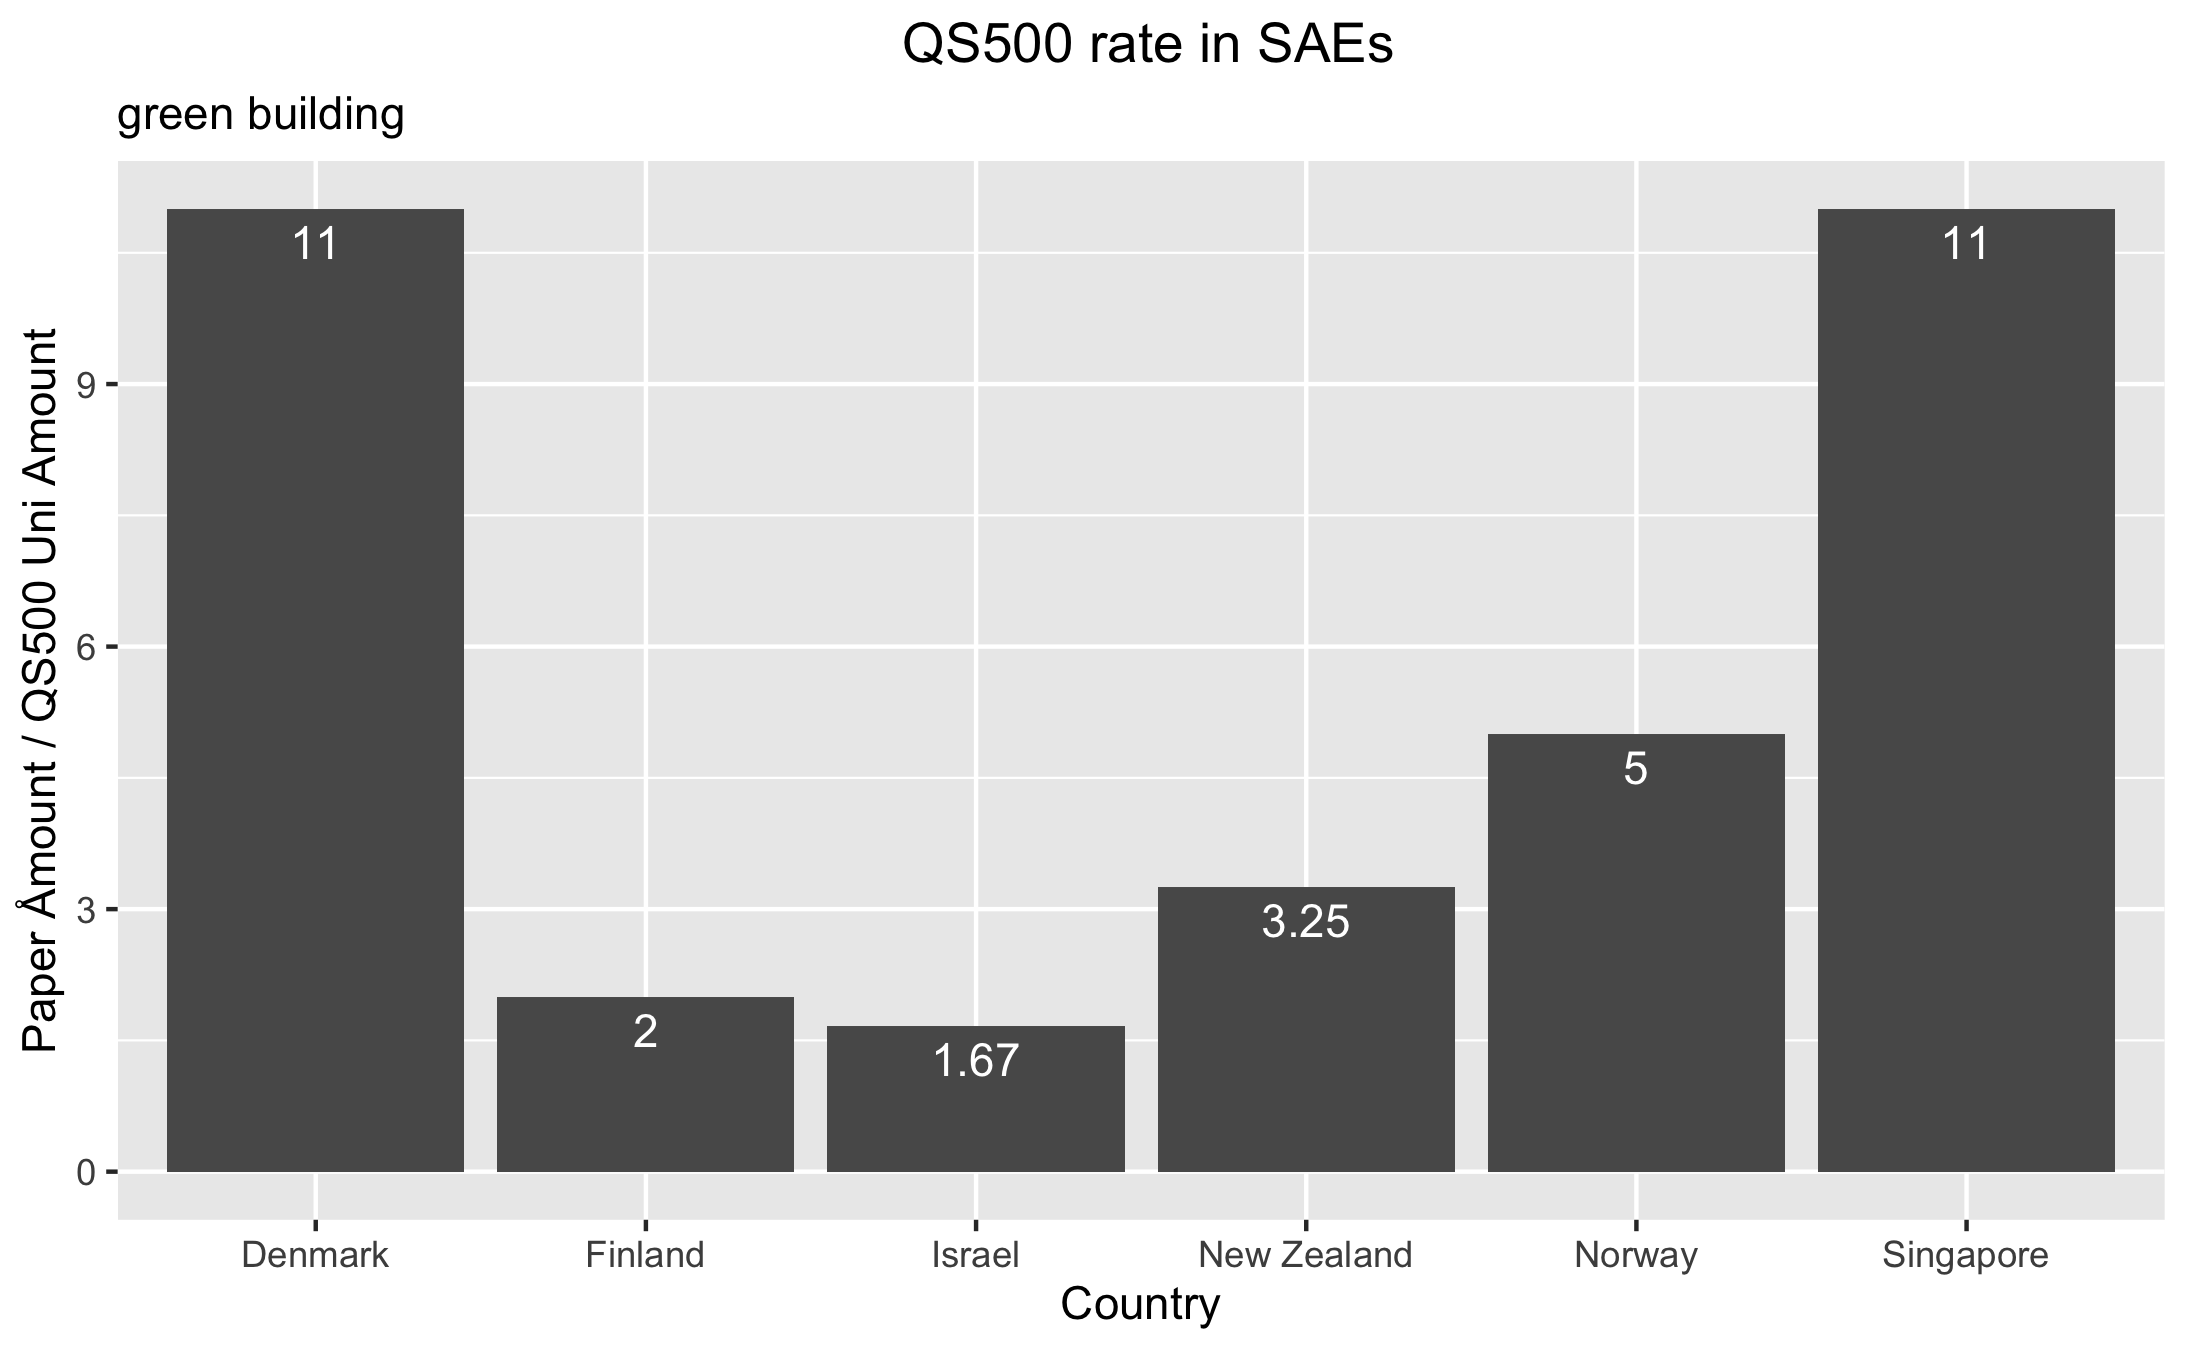 QS500 rate in SAEs
green building
Paper Åmount / QS500 Uni Amount
9
6
3
0
11
2
1.67
3.25
5
11
Denmark
Finland
Israel
New Zealand
Norway
Singapore
Country